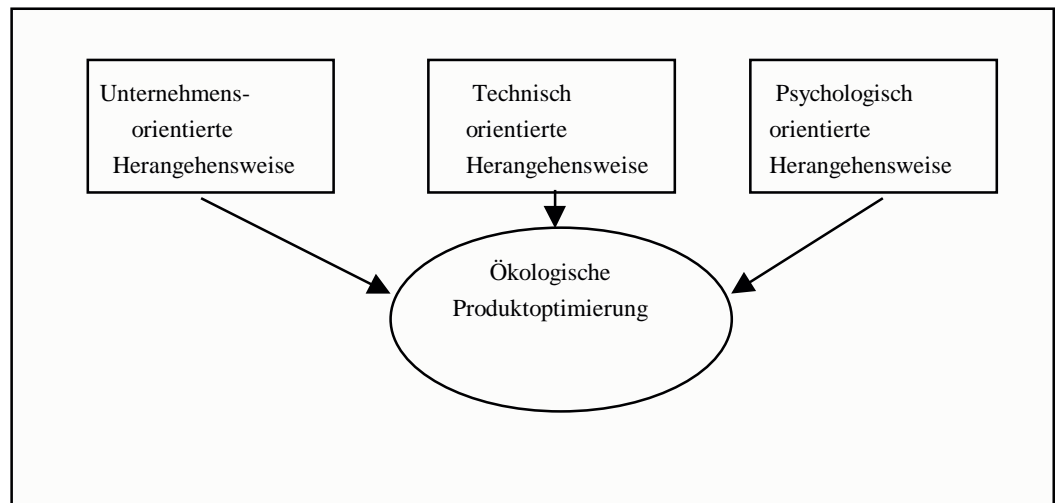 Unternehmens-
orientierte
Herangehensweise
Technisch
orientierte
Herangehensweise
Psychologisch
orientierte
Herangehensweise
Ökologische
Produktoptimierung